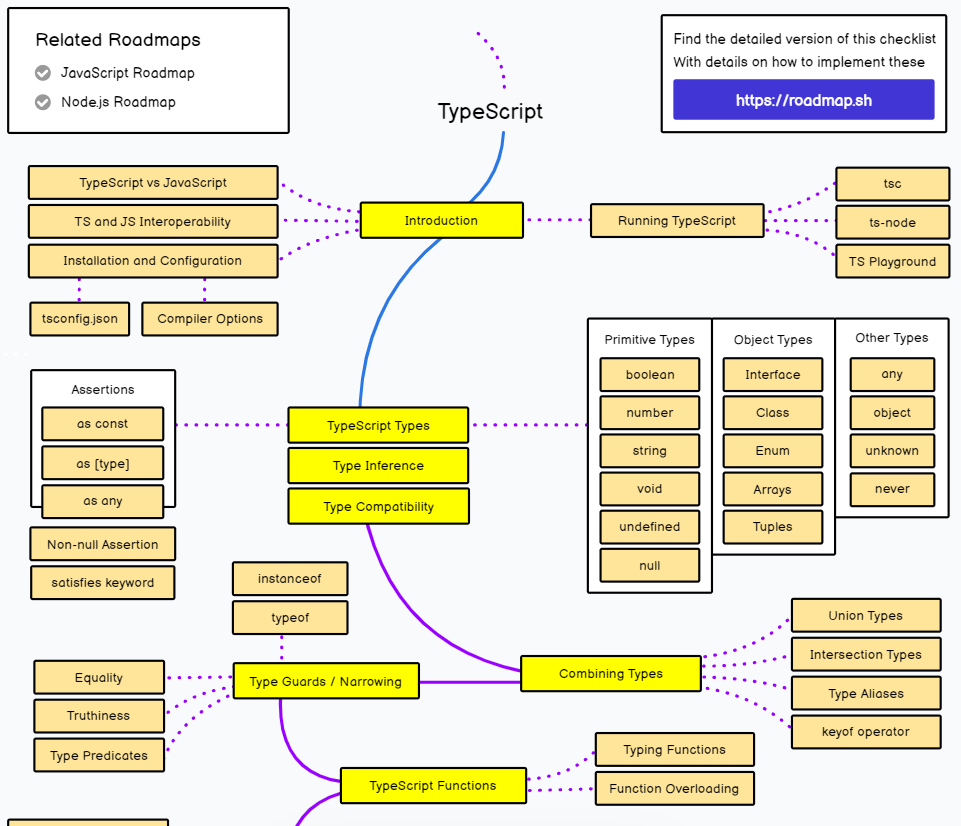 Related Roadmaps
JavaScript Roadmap
Node.js Roadmap
Find the detailed version of this checklist
With details on how to implement these
https://roadmap.sh
TypeScript
TypeScript vs JavaScript
TS and JS Interoperability
Installation and Configuration
tsconfig.json
Compiler Options
Introduction
Running TypeScript
tsc
ts-node
TS Playground
Assertions
as const
as [type]
as any
Non-null Assertion
satisfies keyword
TypeScript Types
Type Inference
Type Compatibility
Primitive Types
boolean
number
string
void
undefined
null
Object Types
Interface
Class
Enum
Arrays
Tuples
Other Types
any
object
unknown
never
instanceof
typeof
Equality
Truthiness
Type Predicates
Type Guards / Narrowing
Combining Types
Union Types
Intersection Types
Type Aliases
keyof operator
TypeScript Functions
Typing Functions
Function Overloading